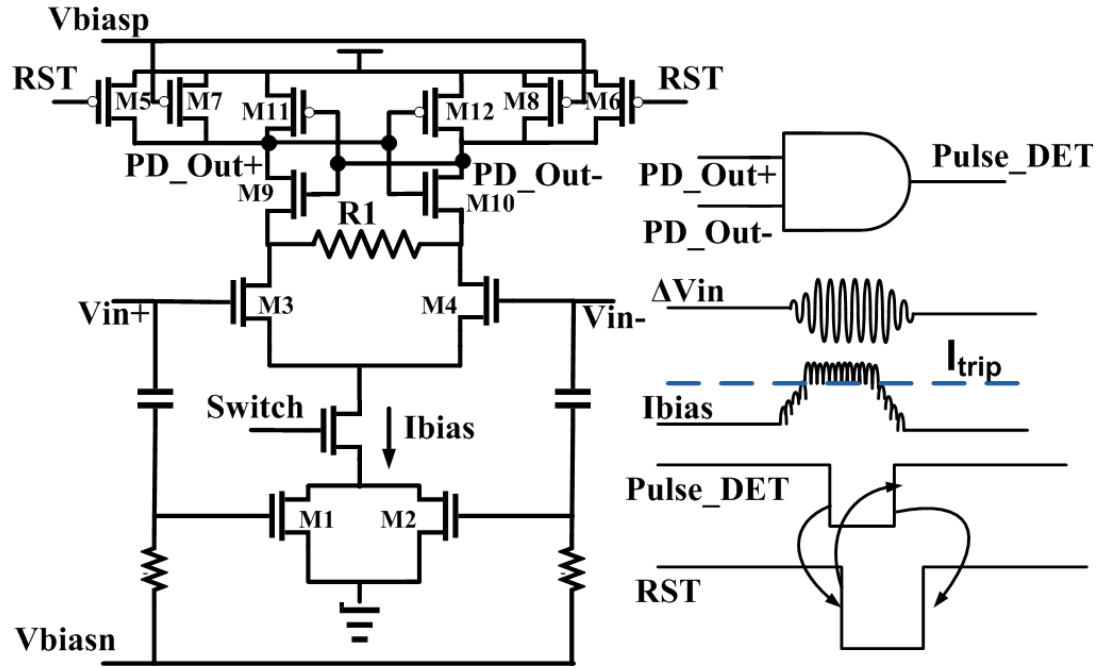 Vbiasp
RST
M5
M7
M11
M12
M8
M6
RST
PD_Out+
PD_Out-
M9
M10
R1
Vin+
M3
M4
Vin-
Switch
Ibias
M1
M2
Vbiasn
PD_Out+
PD_Out-
Pulse_DET
ΔVin
Itrip
Ibias
Pulse_DET
RST